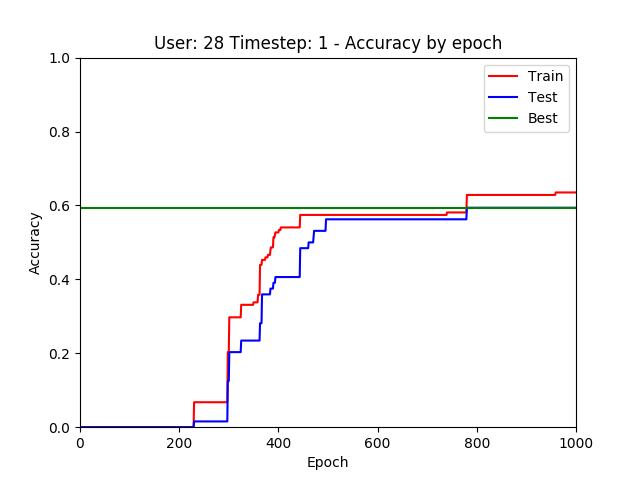 User: 28 Timestep: 1 - Accuracy by epoch
1.0
0.8
0.6
0.4
0.2
0.0
Accuracy
Train
Test
Best
0 200 400 600 800 1000
Epoch